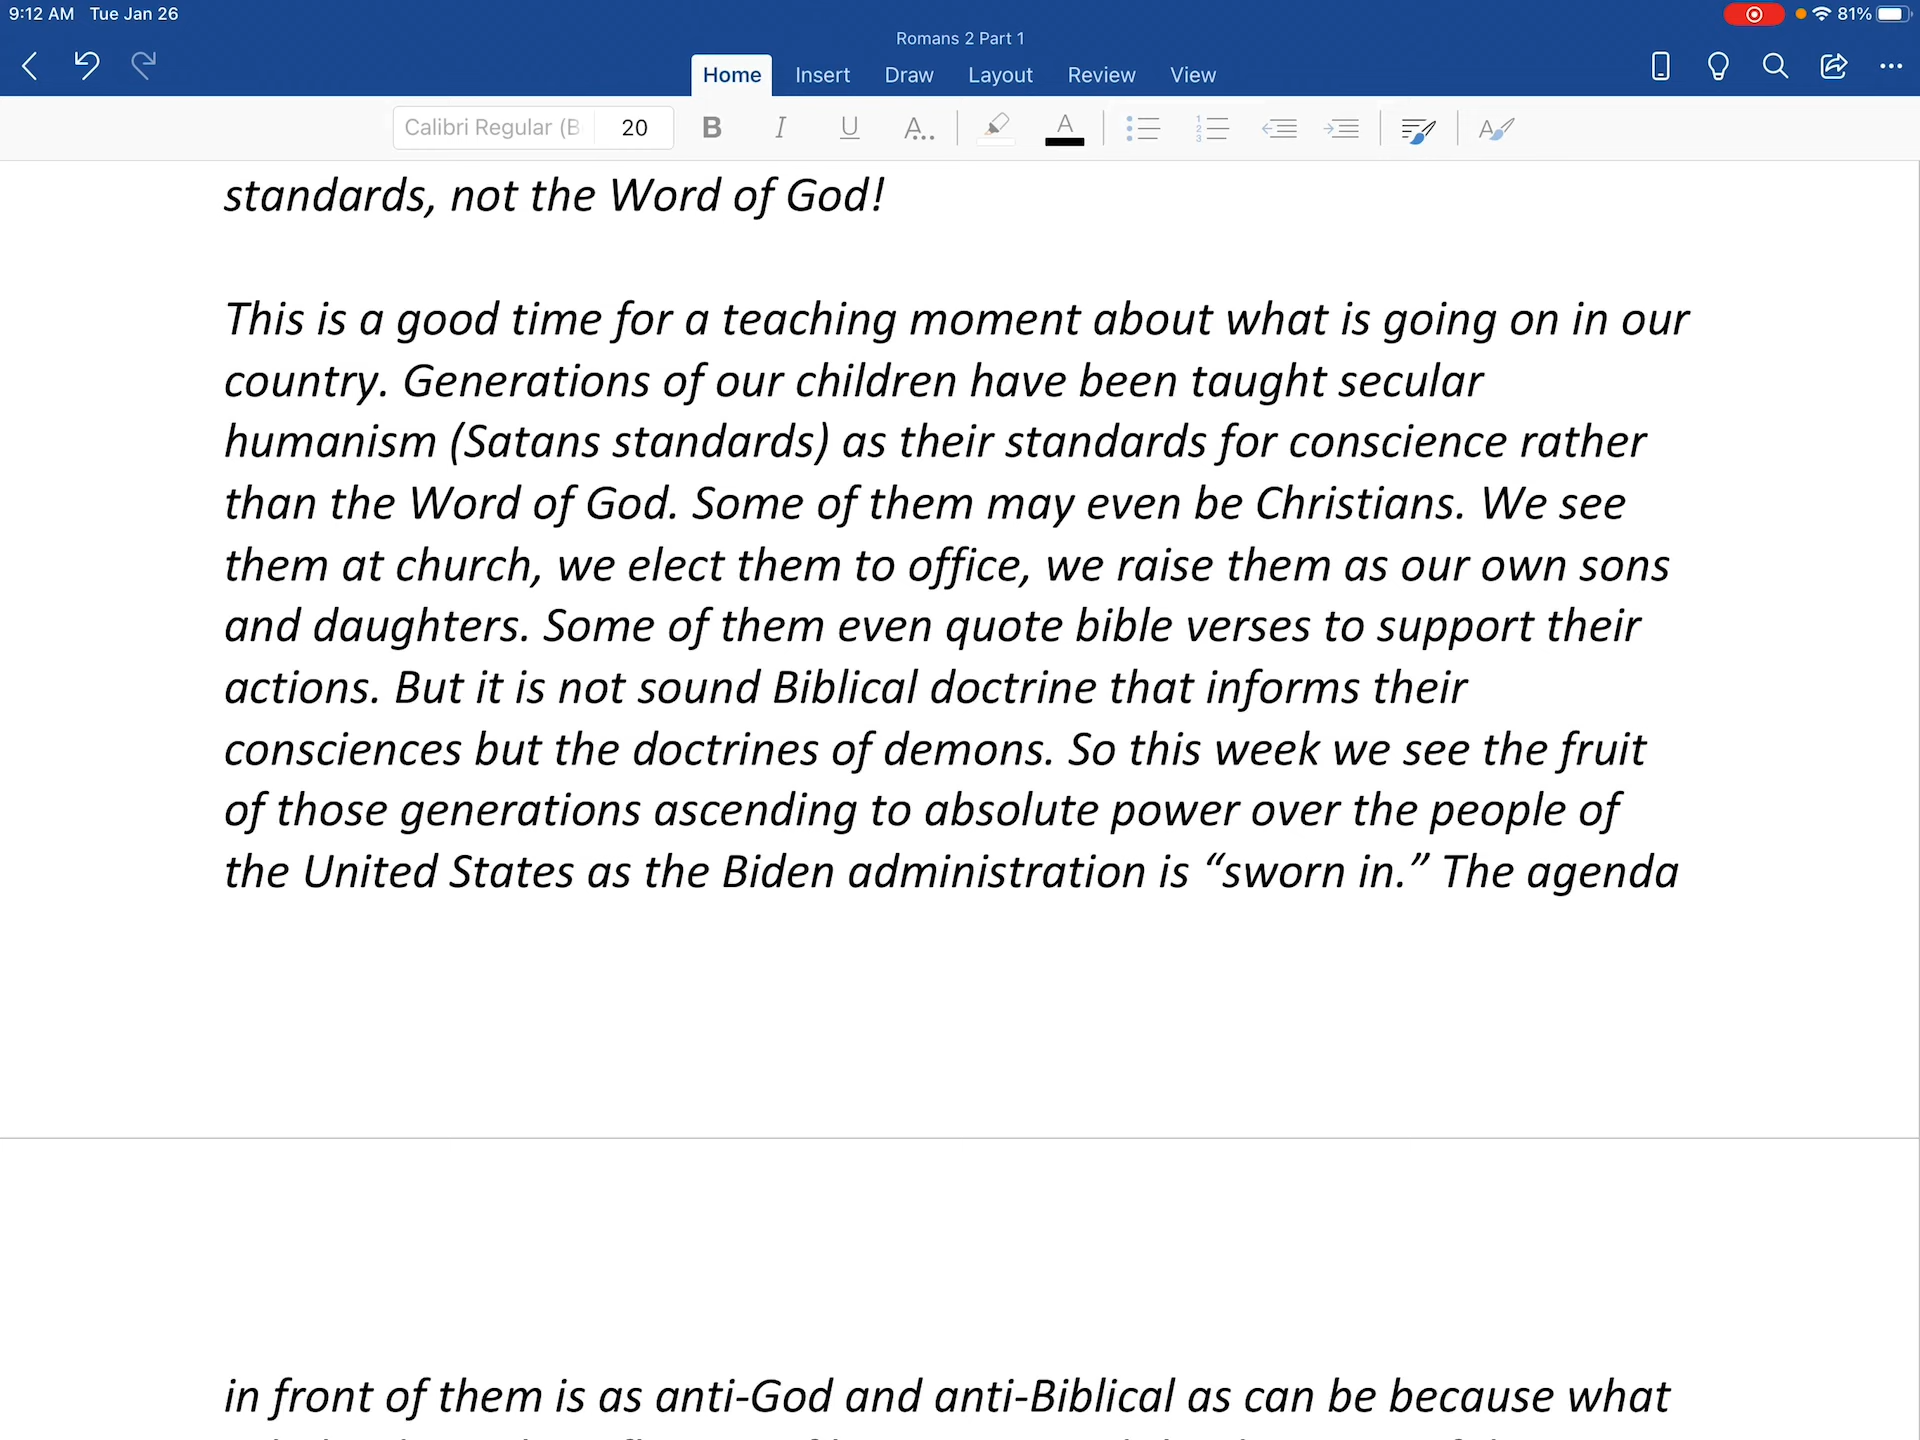 9:12 AM Tue Jan 26
81%
Romans 2 Part 1
Home Insert Draw Layout Review View
Calibri Regular (B 20 B I U A.. A A
standards, not the Word of God!
This is a good time for a teaching moment about what is going on in our
country. Generations of our children have been taught secular
humanism (Satans standards) as their standards for conscience rather
than the Word of God. Some of them may even be Christians. We see
them at church, we elect them to office, we raise them as our own sons
and daughters. Some of them even quote bible verses to support their
actions. But it is not sound Biblical doctrine that informs their
consciences but the doctrines of demons. So this week we see the fruit
of those generations ascending to absolute power over the people of
the United States as the Biden administration is “sworn in.” The agenda
in front of them is as anti-God and anti-Biblical as can be because what